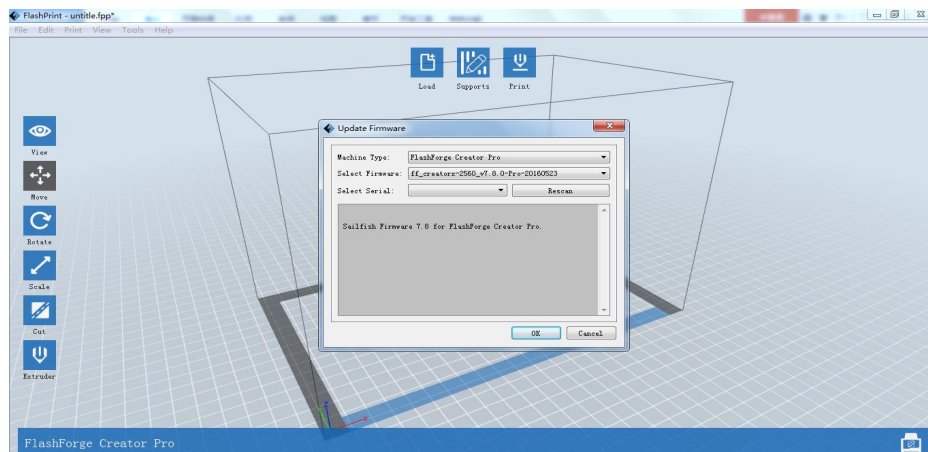 FlashPrint - untitle.fpp*
File Edit Print View Tools Help
Load Supports Print
View
Move
Rotate
Scale
Cut
Extruder
Update Firmware
Machine Type: FlashForge Creator Pro
Select Firmware: ff_creatorx-2560_v7.8.0-Pro-20160523
Select Serial: Rescan
Sailfish Firmware 7.8 for FlashForge Creator Pro.
OK Cancel
Z
X
FlashForge Creator Pro